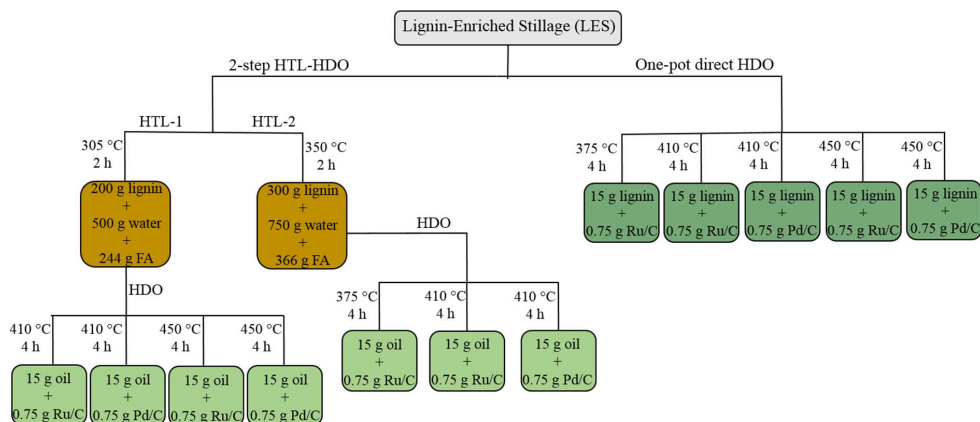 Lignin-Enriched Stillage (LES)
2-step HTL-HDO
One-pot direct HDO
HTL-1
HTL-2
305 °C
2 h
350 °C
2 h
200 g lignin
+
500 g water
+
244 g FA
300 g lignin
+
750 g water
+
366 g FA
HDO
HDO
410 °C
4 h
410 °C
4 h
450 °C
4 h
450 °C
4 h
15 g oil
+
0.75 g Ru/C
15 g oil
+
0.75 g Pd/C
15 g oil
+
0.75 g Ru/C
15 g oil
+
0.75 g Pd/C
375 °C
4 h
410 °C
4 h
410 °C
4 h
15 g oil
+
0.75 g Ru/C
15 g oil
+
0.75 g Ru/C
15 g oil
+
0.75 g Pd/C
375 °C
4 h
410 °C
4 h
410 °C
4 h
450 °C
4 h
450 °C
4 h
15 g lignin
+
0.75 g Ru/C
15 g lignin
+
0.75 g Ru/C
15 g lignin
+
0.75 g Pd/C
15 g lignin
+
0.75 g Ru/C
15 g lignin
+
0.75 g Pd/C